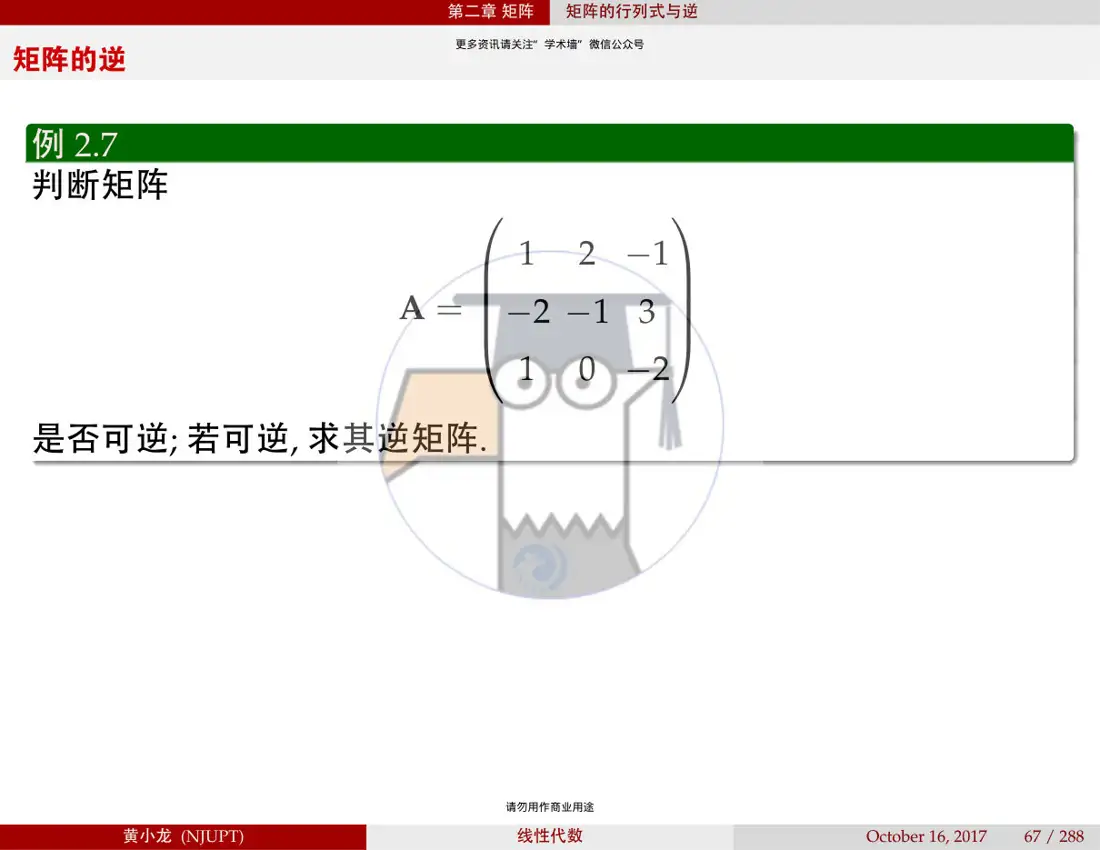 第二章 矩阵 矩阵的行列式与逆
更多资讯请关注“学术墙”微信公众号
矩阵的逆
例 2.7
判断矩阵
1 2 −1
A = −2 −1 3
1 0 −2
是否可逆; 若可逆, 求其逆矩阵.
请勿用作商业用途
黄小龙 (NJUPT) 线性代数 October 16, 2017 67 / 288